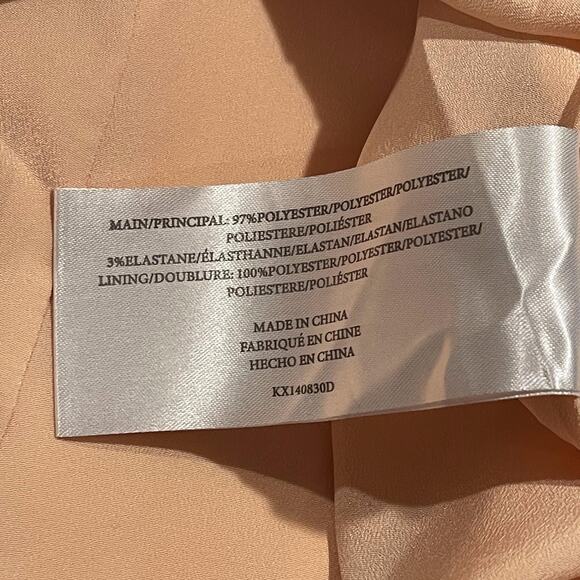 MAIN/PRINCIPAL: 97%POLYESTER/POLYESTER/POLYESTER/
POLIESTERE/POLIÉSTER
3%ELASTANE/ÉLASTHANNE/ELASTAN/ELASTAN/ELASTANO
LINING/DOUBLURE: 100%POLYESTER/POLYESTER/POLYESTER/
POLIESTERE/POLIÉSTER
MADE IN CHINA
FABRIQUÉ EN CHINE
HECHO EN CHINA
KX140830D